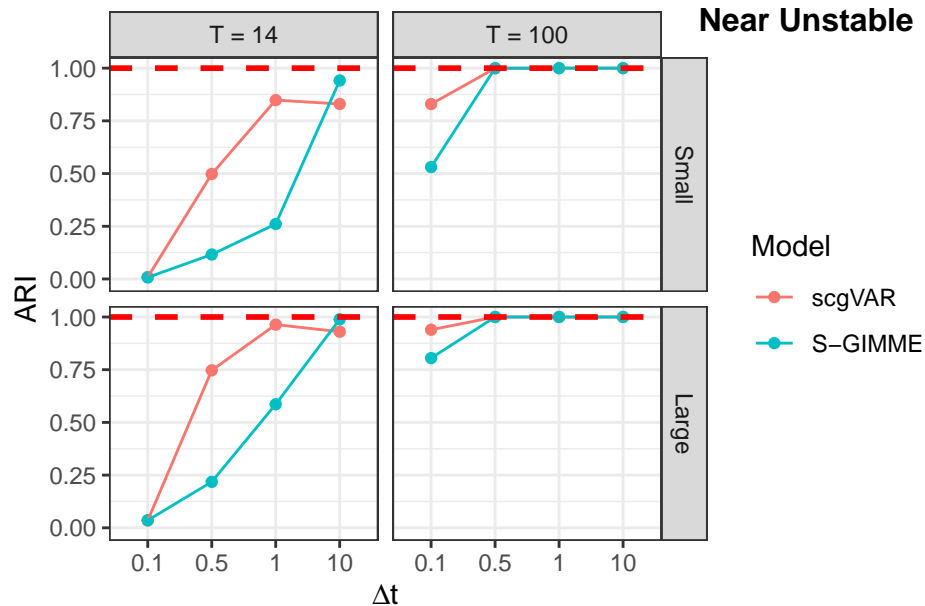 Near Unstable
T = 14
T = 100
1.00
0.75
0.50
0.25
0.00
Small
1.00
0.75
0.50
0.25
0.00
Large
ARI
0.1 0.5 1 10
0.1 0.5 1 10
Δt
Model
scgVAR
S−GIMME